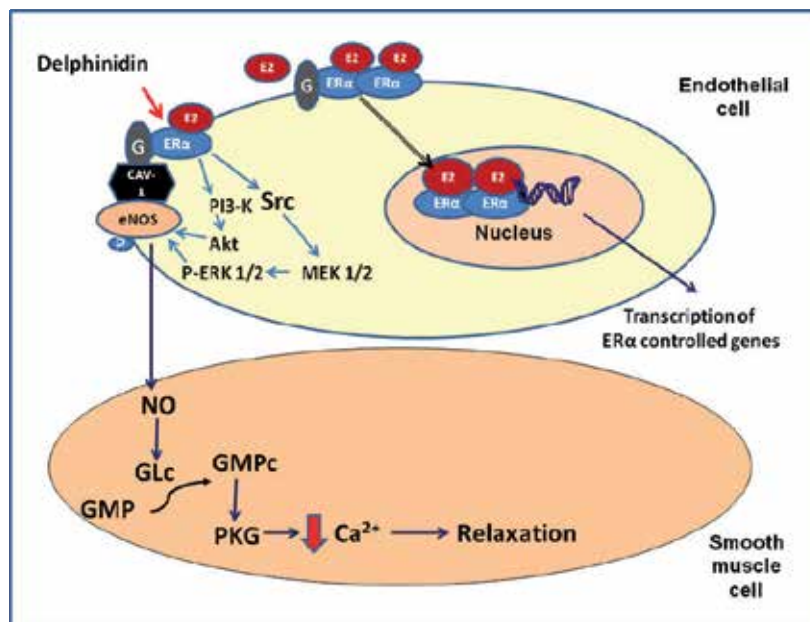 Delphinidin
E2
E2
E2
G
ERα
ERα
Endothelial
cell
E2
G
ERα
CAV-
1
eNOS
PI3-K
Src
Akt
P-ERK 1/2
MEK 1/2
E2
E2
ERα
ERα
Nucleus
Transcription of
ERα controlled genes
NO
GLc
GMP
GMPc
PKG
Ca²⁺
Relaxation
Smooth
muscle
cell